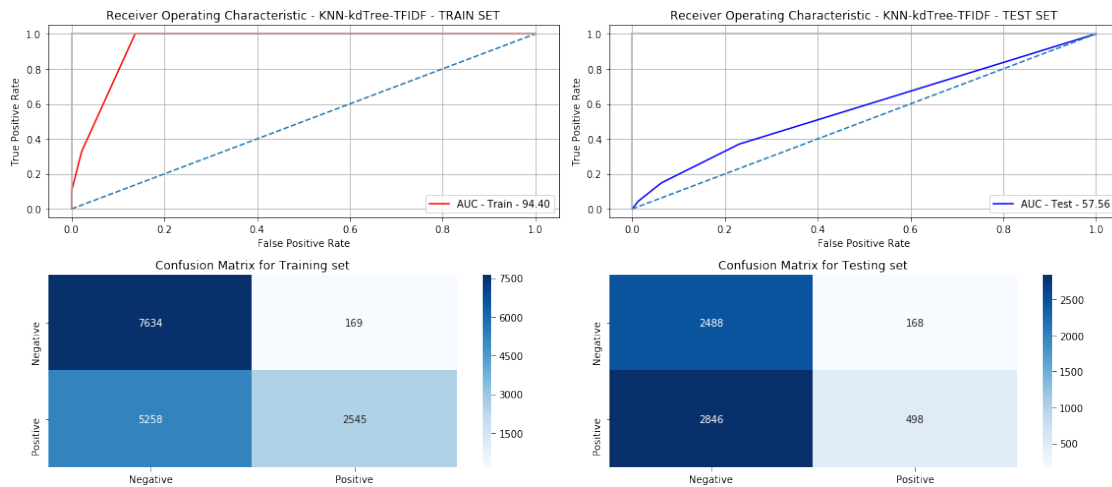 Receiver Operating Characteristic - KNN-kdTree-TFIDF - TRAIN SET
1.0
0.8
0.6
0.4
0.2
0.0
True Positive Rate
AUC - Train - 94.40
0.0
0.2
0.4
0.6
0.8
1.0
False Positive Rate
Receiver Operating Characteristic - KNN-kdTree-TFIDF - TEST SET
1.0
0.8
0.6
0.4
0.2
0.0
True Positive Rate
AUC - Test - 57.56
0.0
0.2
0.4
0.6
0.8
1.0
False Positive Rate
Confusion Matrix for Training set
Negative
7634
169
Positive
5258
2545
Negative
Positive
7500
6000
4500
3000
1500
Confusion Matrix for Testing set
Negative
2488
168
Positive
2846
498
Negative
Positive
2500
2000
1500
1000
500